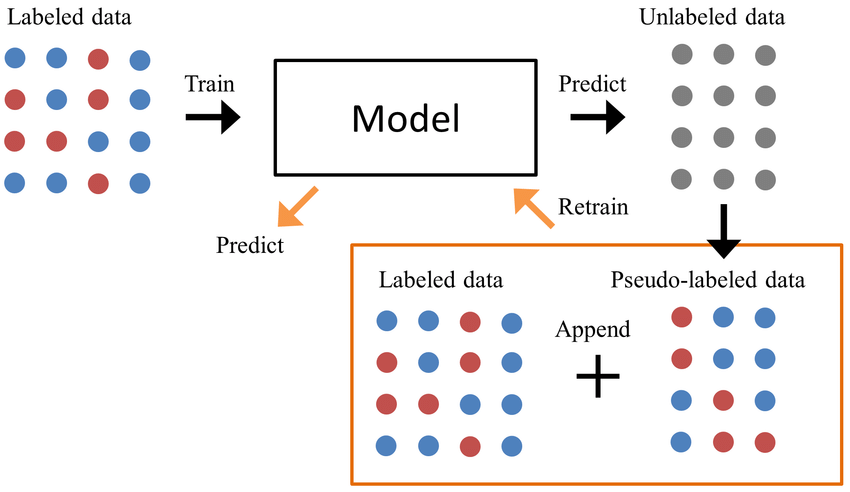 Labeled data
Unlabeled data
Train
Model
Predict
Predict
Retrain
Labeled data
Pseudo-labeled data
Append